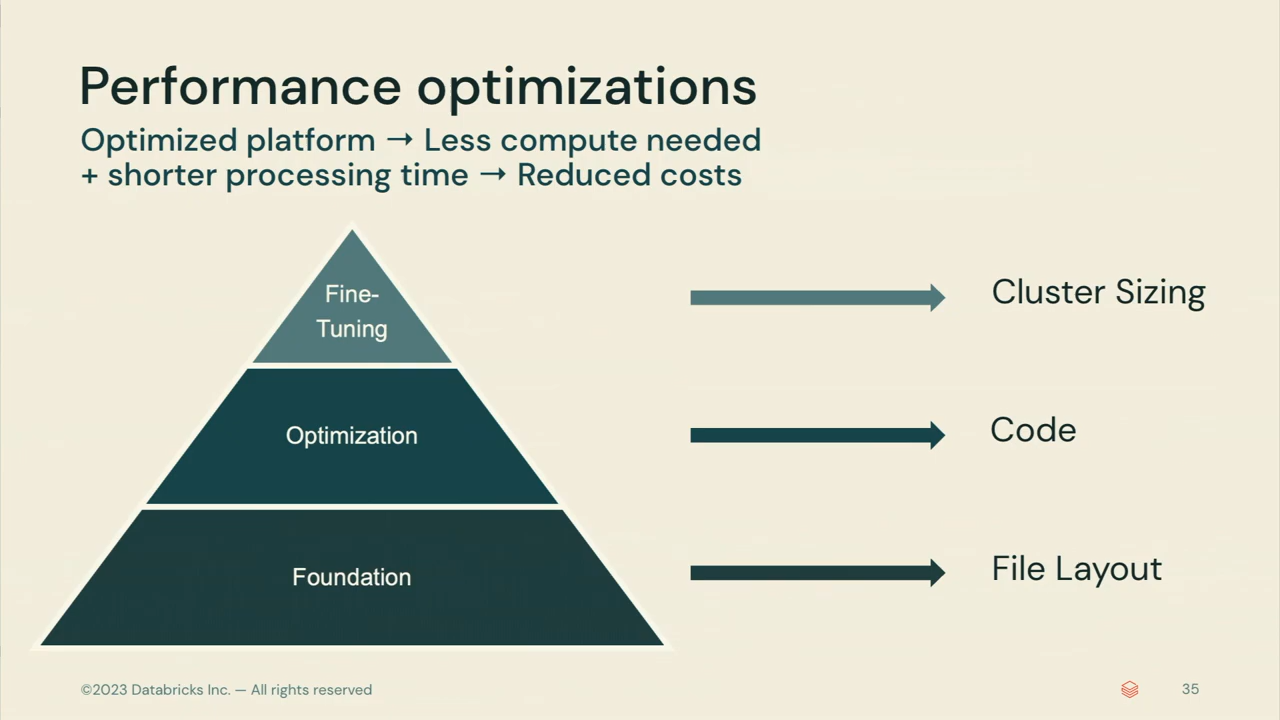 Performance optimizations
Optimized platform → Less compute needed
+ shorter processing time → Reduced costs
Fine-
Tuning
Cluster Sizing
Optimization
Code
Foundation
File Layout
©2023 Databricks Inc. — All rights reserved
35